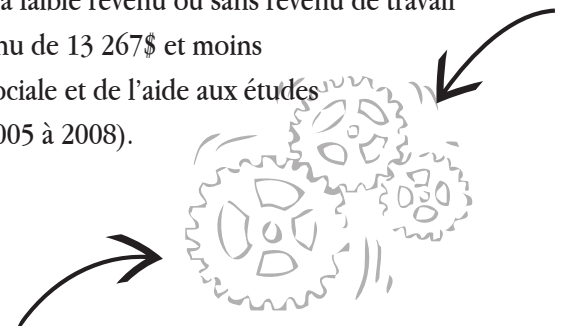 à faible revenu ou sans revenu de travail
nu de 13 267$ et moins
ociale et de l'aide aux études
005 à 2008).